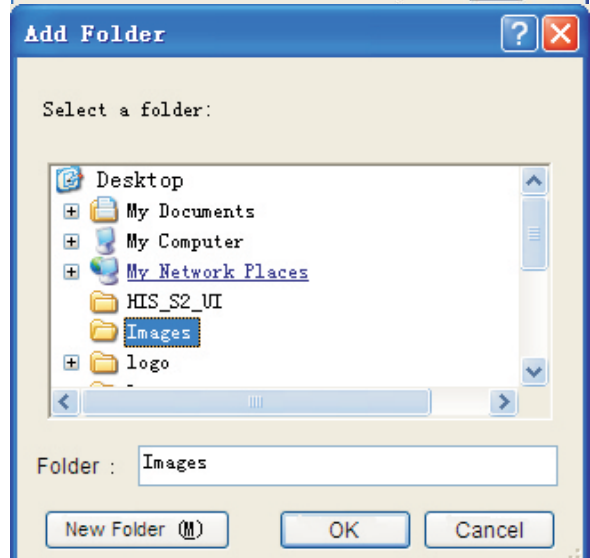 Add Folder
Select a folder:
Desktop
My Documents
My Computer
My Network Places
HIS_S2_UI
Images
logo
Folder :
Images
New Folder (M)
OK
Cancel